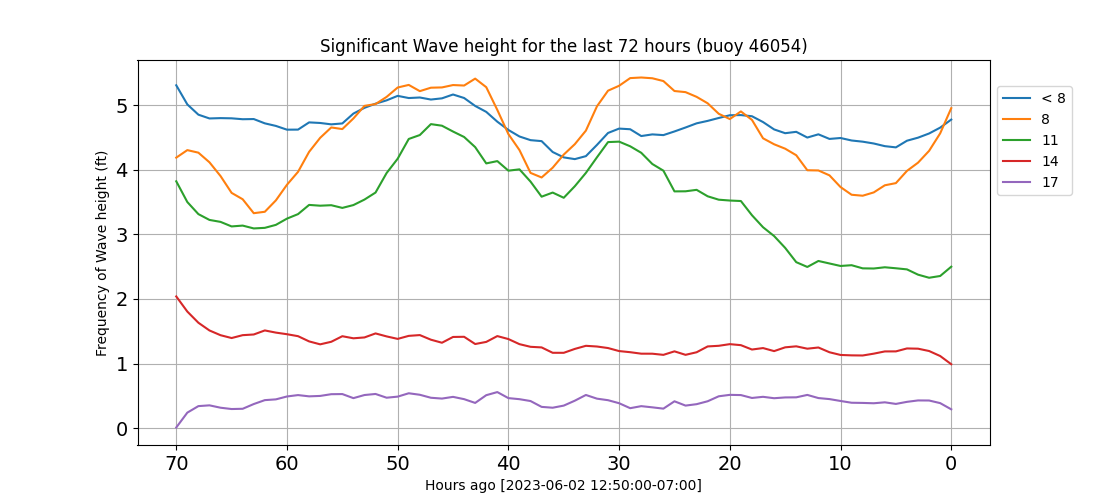 Significant Wave height for the last 72 hours (buoy 46054)
Frequency of Wave height (ft)
5
4
3
2
1
0
70 60 50 40 30 20 10 0
Hours ago [2023-06-02 12:50:00-07:00]
< 8
8
11
14
17